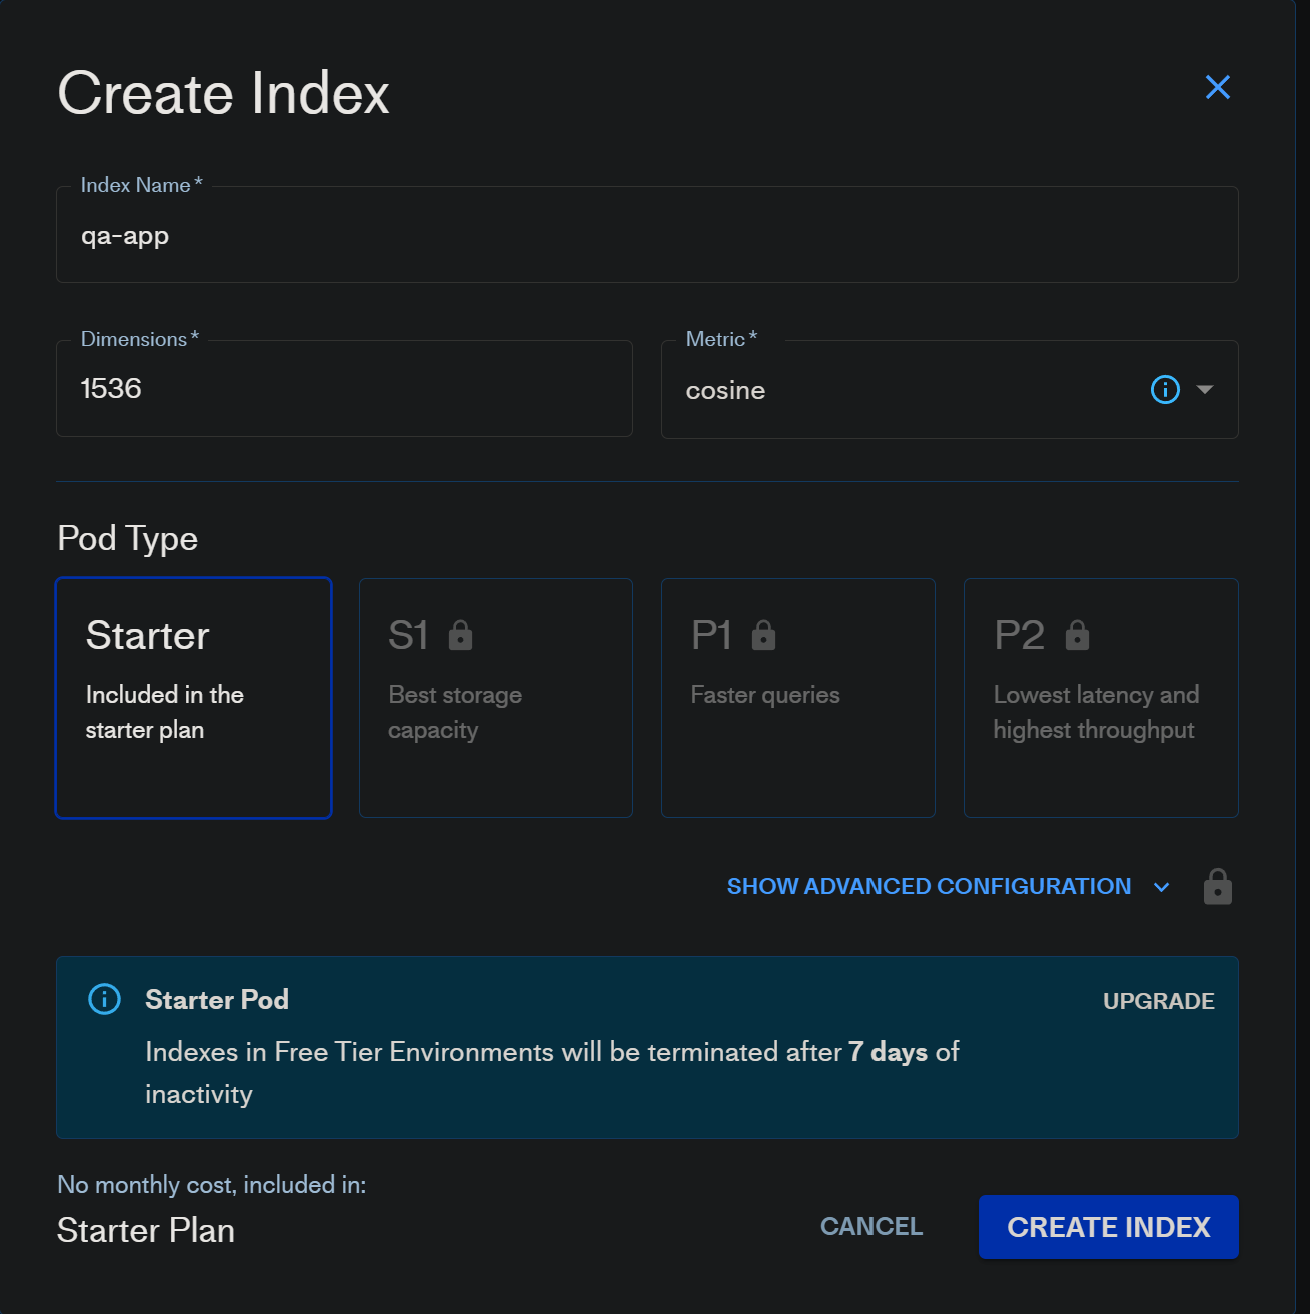 Create Index
Index Name*
qa-app
Dimensions*
1536
Metric*
cosine
Pod Type
Starter
Included in the
starter plan
S1
Best storage
capacity
P1
Faster queries
P2
Lowest latency and
highest throughput
SHOW ADVANCED CONFIGURATION
Starter Pod
UPGRADE
Indexes in Free Tier Environments will be terminated after 7 days of
inactivity
No monthly cost, included in:
Starter Plan
CANCEL
CREATE INDEX